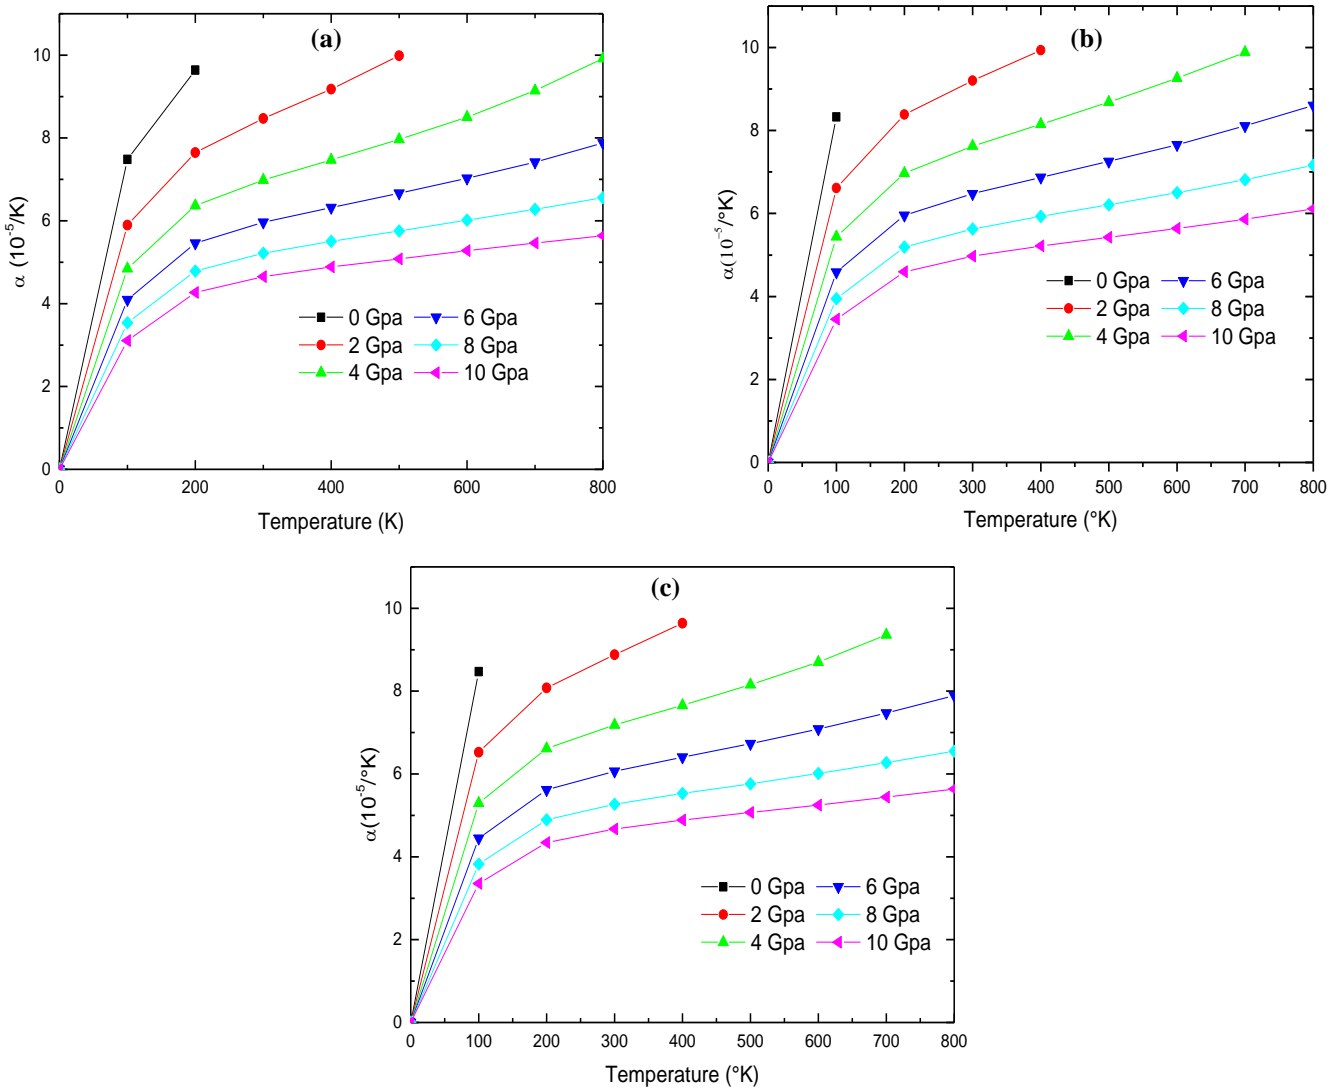 (a)
10
8
6
4
2
0
α (10⁻⁵/K)
0 Gpa 6 Gpa
2 Gpa 8 Gpa
4 Gpa 10 Gpa
0 200 400 600 800
Temperature (K)
(b)
10
8
6
4
2
0
α(10⁻⁵/°K)
0 Gpa 6 Gpa
2 Gpa 8 Gpa
4 Gpa 10 Gpa
0 100 200 300 400 500 600 700 800
Temperature (°K)
(c)
10
8
6
4
2
0
α(10⁻⁵/°K)
0 Gpa 6 Gpa
2 Gpa 8 Gpa
4 Gpa 10 Gpa
0 100 200 300 400 500 600 700 800
Temperature (°K)